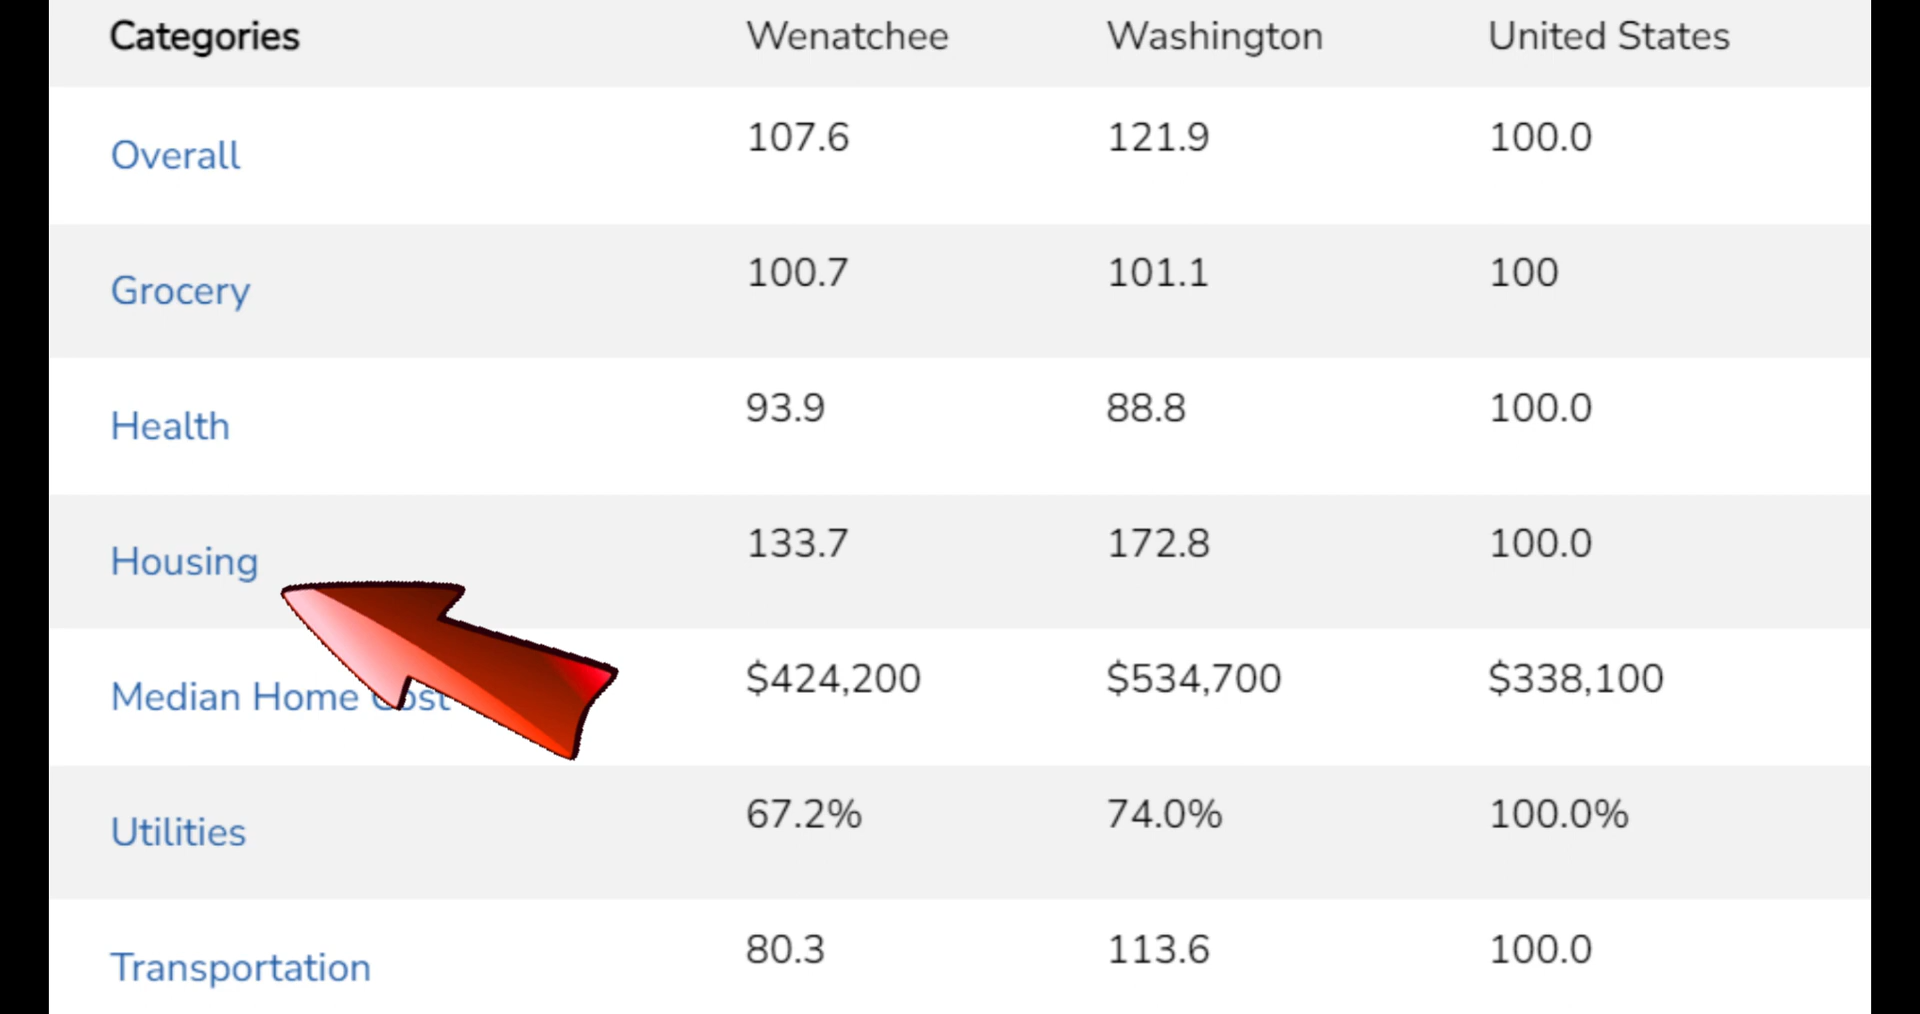 Categories Wenatchee Washington United States
Overall 107.6 121.9 100.0
Grocery 100.7 101.1 100
Health 93.9 88.8 100.0
Housing 133.7 172.8 100.0
Median Home Cost $424,200 $534,700 $338,100
Utilities 67.2% 74.0% 100.0%
Transportation 80.3 113.6 100.0